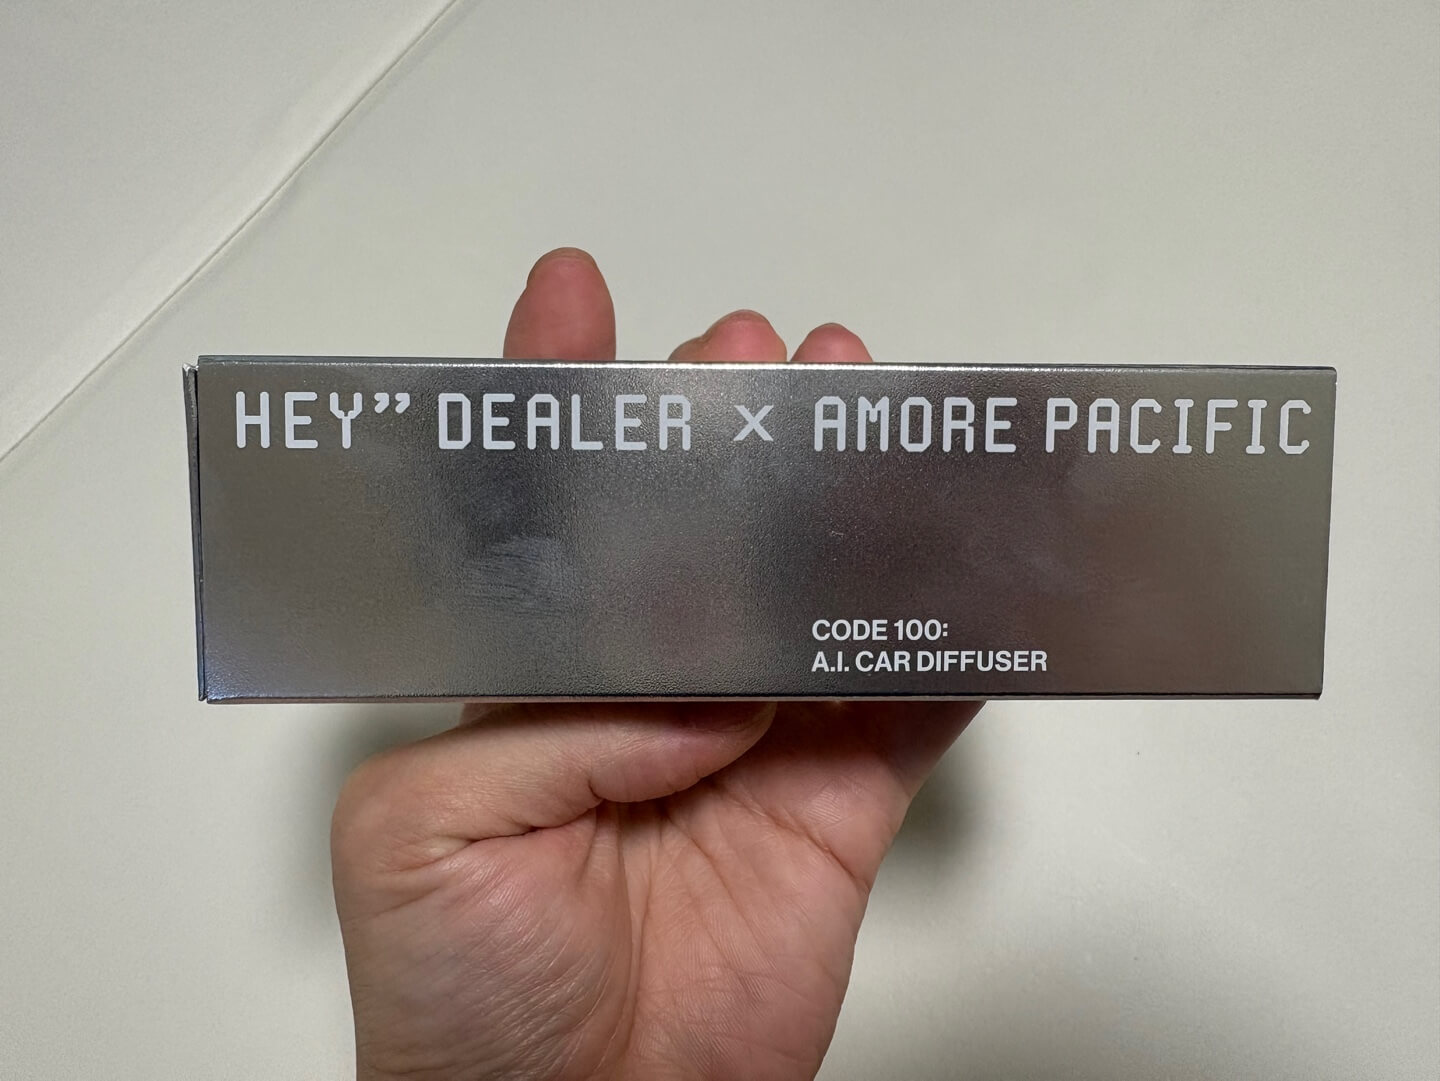 HEY” DEALER × AMORE PACIFIC
CODE 100:
A.I. CAR DIFFUSER